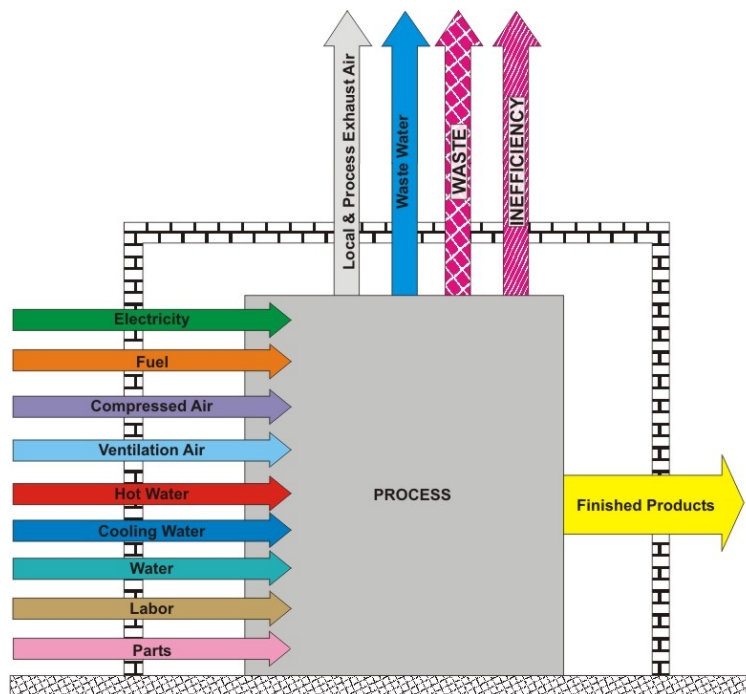 Local & Process Exhaust Air
Waste Water
WASTE
INEFFICIENCY
Electricity
Fuel
Compressed Air
Ventilation Air
Hot Water
Cooling Water
Water
Labor
Parts
PROCESS
Finished Products